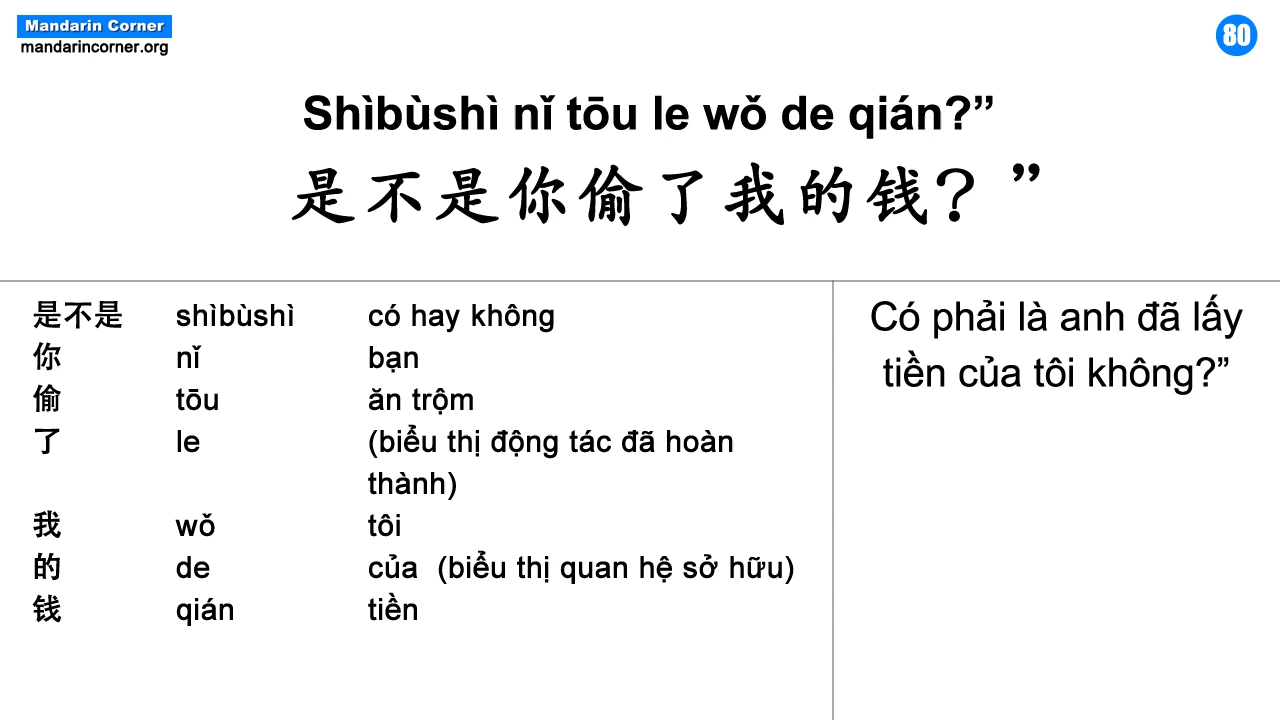 Mandarin Corner
mandarincorner.org
80
Shìbùshì nǐ tōu le wǒ de qián?”
是不是你偷了我的钱？”
是不是 shìbùshì có hay không
你 nǐ bạn
偷 tōu ăn trộm
了 le (biểu thị động tác đã hoàn
thành)
我 wǒ tôi
的 de của (biểu thị quan hệ sở hữu)
钱 qián tiền
Có phải là anh đã lấy
tiền của tôi không?”